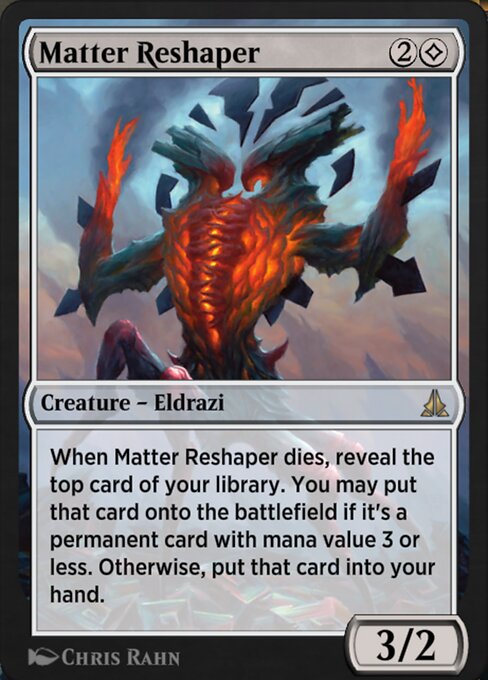 Matter Reshaper 2
Creature – Eldrazi
When Matter Reshaper dies, reveal the
top card of your library. You may put
that card onto the battlefield if it's a
permanent card with mana value 3 or
less. Otherwise, put that card into your
hand.
3/2
Chris Rahn